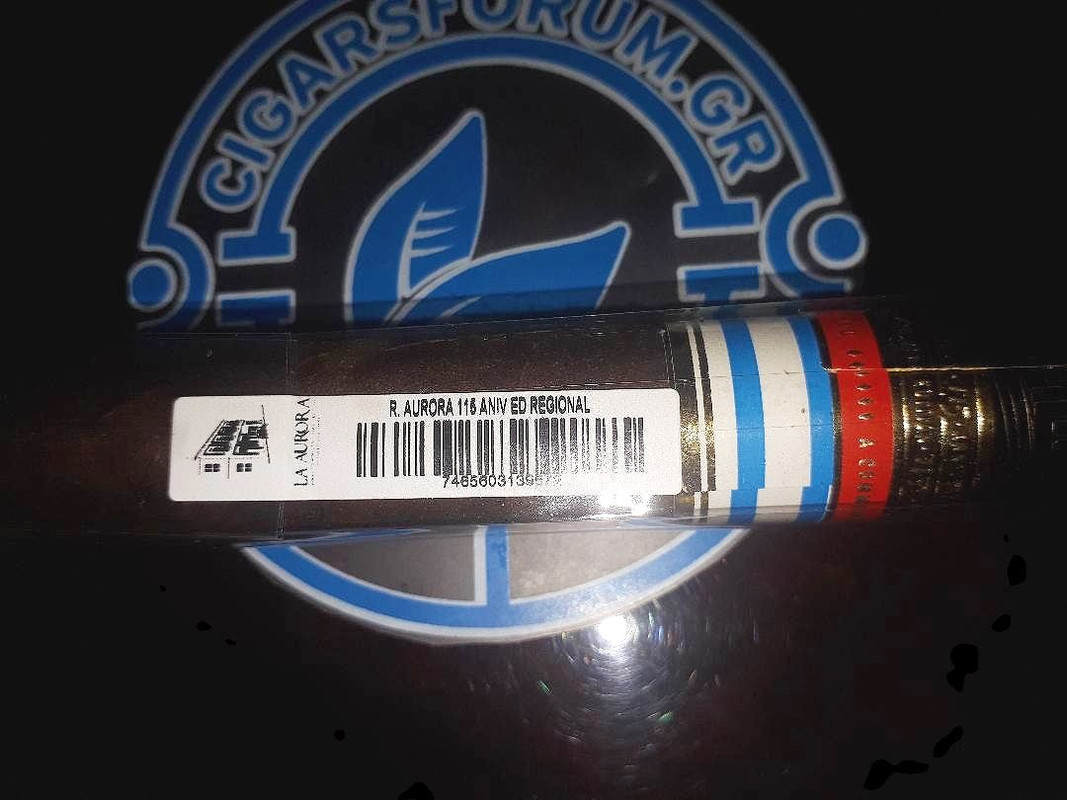 CIGARSFORUM.GR
R. AURORA 115 ANIV ED REGIONAL
LA AURORA